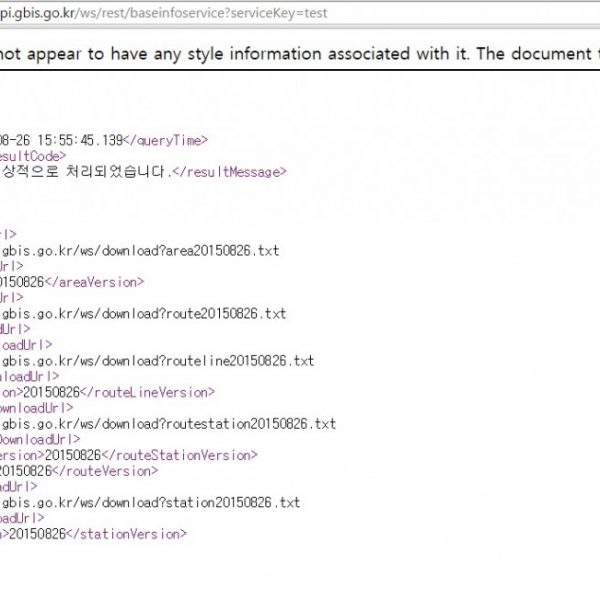 pi.gbis.go.kr/ws/rest/baseinfoservice?serviceKey=test
not appear to have any style information associated with it. The document t
08-26 15:55:45.139</queryTime>
esultCode>
상적으로 처리되었습니다.</resultMessage>
rl>
.gbis.go.kr/ws/download?area20150826.txt
Url>
0150826</areaVersion>
Url>
.gbis.go.kr/ws/download?route20150826.txt
dUrl>
loadUrl>
.gbis.go.kr/ws/download?routeline20150826.txt
nloadUrl>
ion>20150826</routeLineVersion>
ownloadUrl>
.gbis.go.kr/ws/download?routestation20150826.txt
DownloadUrl>
ersion>20150826</routeStationVersion>
20150826</routeVersion>
adUrl>
.gbis.go.kr/ws/download?station20150826.txt
oadUrl>
n>20150826</stationVersion>